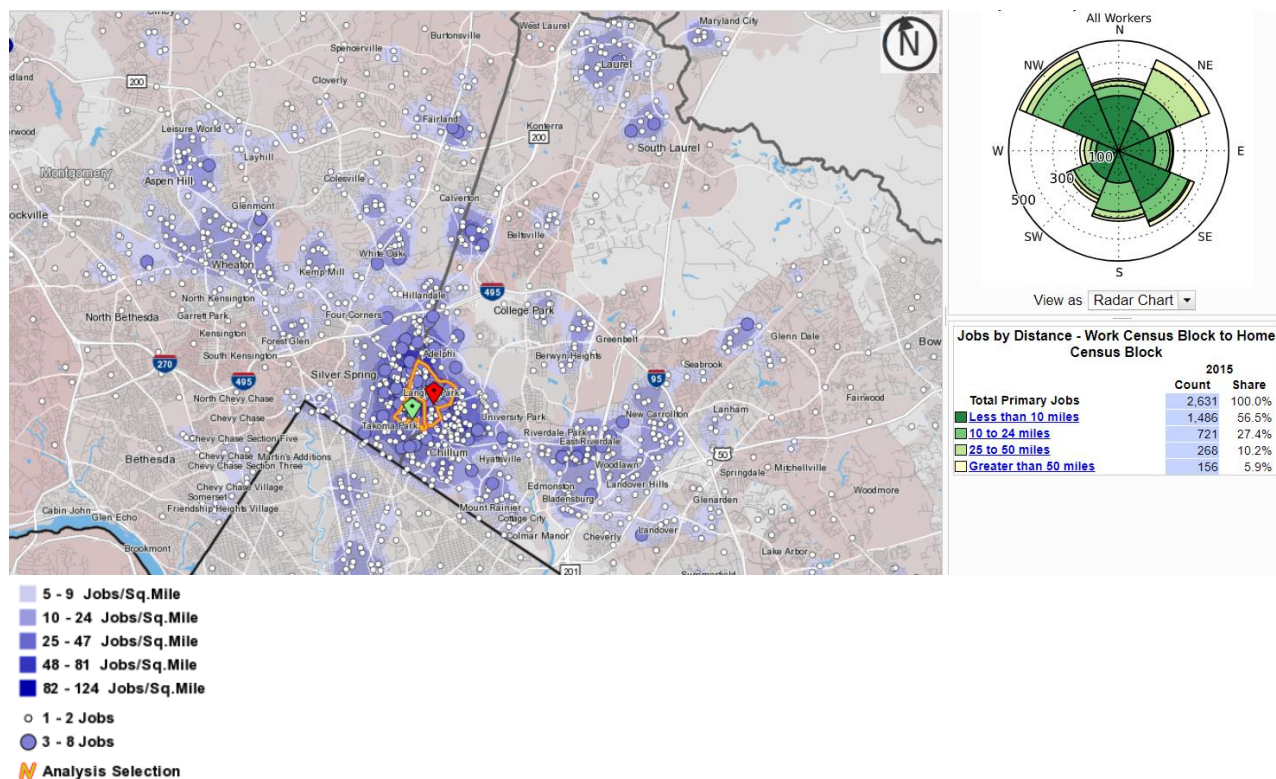 Olney
West Laurel
Maryland City
Burtonsville
Spencerville
Cloverly
Laurel
200
Fairland
Konterra
200
Leisure World
Layhill
South Laurel
Montgomery
Aspen Hill
Colesville
Calverton
Glenmont
Beltsville
White Oak
Wheaton
Kemp Mill
North Kensington
Hillandale
495
Garrett Park
Four Corners
College Park
North Bethesda
Kensington
Forest Glen
Greenbelt
Glenn Dale
Adelphi
Berwyn Heights
270
South Kensington
Silver Spring
Seabrook
495
95
North Chevy Chase
Chevy Chase
University Park
New Carrollton
Lanham
Fairwood
Takoma Park
Riverdale Park
Chevy Chase Section Five
East Riverdale
Chillum
50
Bethesda
Chevy Chase
Martin's Additions
Hyattsville
Woodlawn
Mitchellville
Chevy Chase Section Three
Springdale
Chevy Chase Village
Edmonston
Landover Hills
Woodmore
Somerset
Bladensburg
Glenarden
Cabin John
Friendship Heights Village
Mount Rainier
Glen Echo
Cottage City
Colmar Manor
Cheverly
Landover
Brookmont
Lake Arbor
201
Summerfield
N
All Workers
N
NW
NE
W
E
100
300
500
SW
SE
S
View as Radar Chart
Jobs by Distance - Work Census Block to Home
Census Block
2015
Count Share
Total Primary Jobs 2,631 100.0%
Less than 10 miles 1,486 56.5%
10 to 24 miles 721 27.4%
25 to 50 miles 268 10.2%
Greater than 50 miles 156 5.9%
5 - 9 Jobs/Sq.Mile
10 - 24 Jobs/Sq.Mile
25 - 47 Jobs/Sq.Mile
48 - 81 Jobs/Sq.Mile
82 - 124 Jobs/Sq.Mile
1 - 2 Jobs
3 - 8 Jobs
Analysis Selection